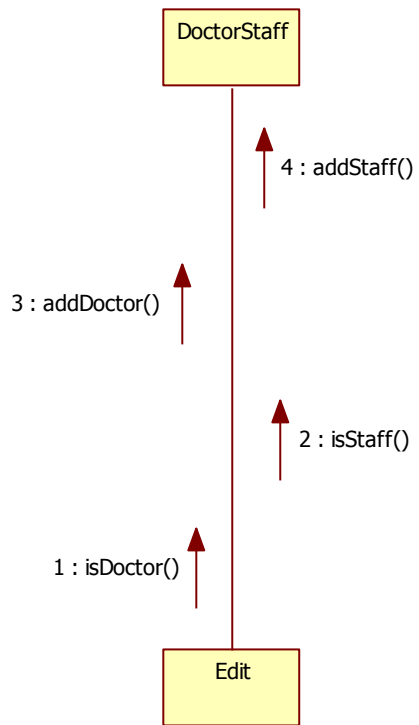 DoctorStaff
4 : addStaff()
3 : addDoctor()
2 : isStaff()
1 : isDoctor()
Edit